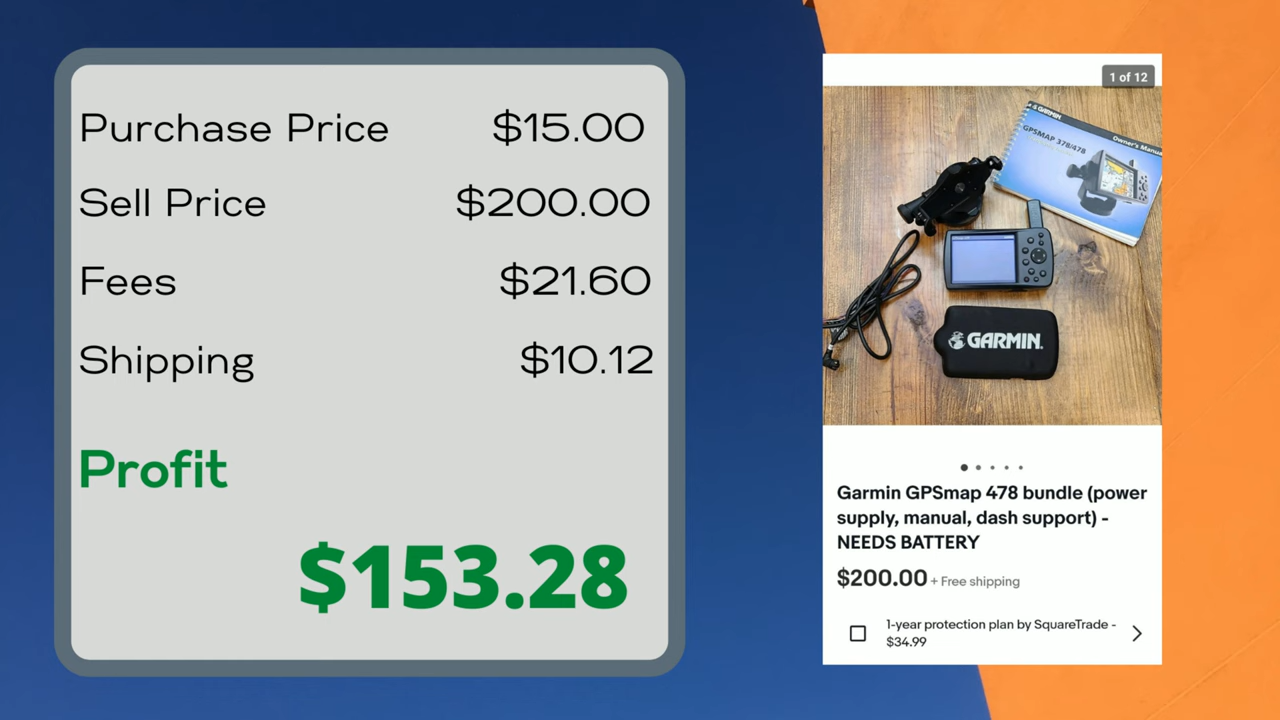 Purchase Price $15.00
Sell Price $200.00
Fees $21.60
Shipping $10.12
Profit
$153.28
1 of 12
GARMIN
Owner's Manua
GPSMAP 378/478
GARMIN.
Garmin GPSmap 478 bundle (power
supply, manual, dash support) -
NEEDS BATTERY
$200.00 + Free shipping
1-year protection plan by SquareTrade -
$34.99